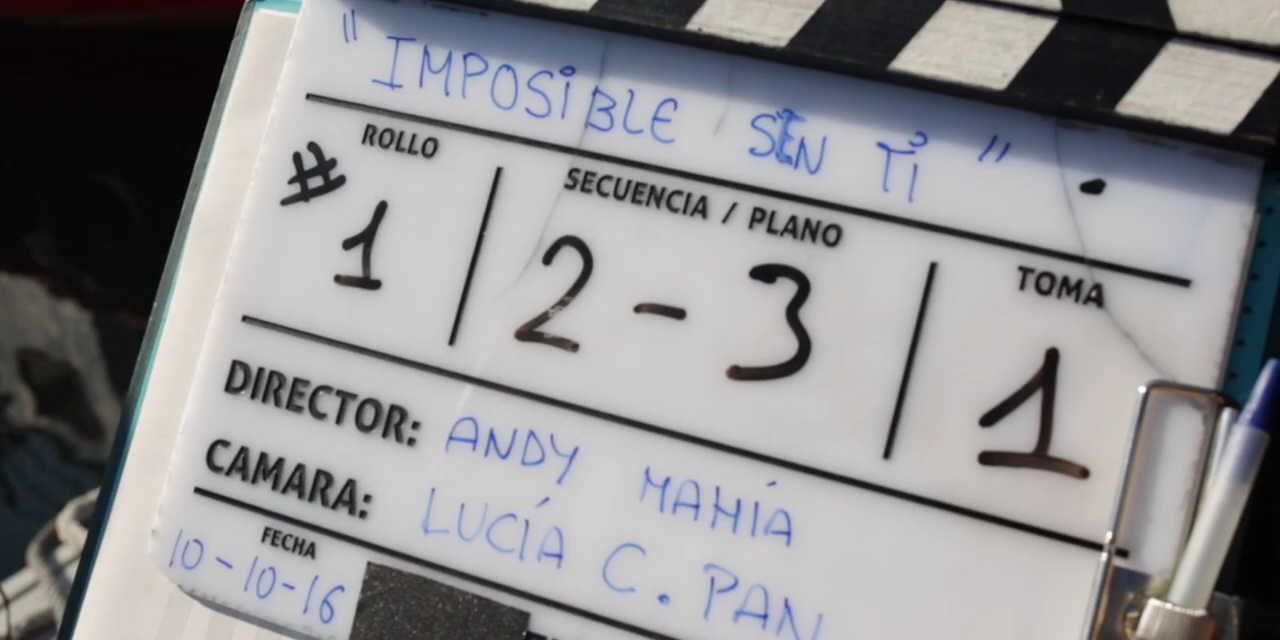 "IMPOSIBLE SIN TI"
ROLLO
# 1
SECUENCIA / PLANO
2 - 3
TOMA
1
DIRECTOR: ANDY MAHÍA
CAMARA: LUCÍA C. PAN
FECHA
10-10-16